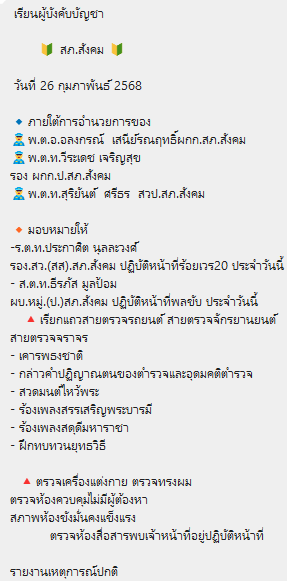 เรียนผู้บังคับบัญชา
🔰 สภ.สังคม 🔰
วันที่ 26 กุมภาพันธ์ 2568
🔹ภายใต้การอำนวยการของ
👮พ.ต.อ.อลงกรณ์ เสนีย์รณฤทธิ์ผกก.สภ.สังคม
👮พ.ต.ท.วีระเดช เจริญสุข
รอง ผกก.ป.สภ.สังคม
👮พ.ต.ท.สุริยันต์ ศรีธร สวป.สภ.สังคม
🔸มอบหมายให้
-ร.ต.ท.ประกาศิต นุลละวงศ์
รอง.สว.(สส).สภ.สังคม ปฏิบัติหน้าที่ร้อยเวร20 ประจำวันนี้
- ส.ต.ท.ธีรภัส มูลป้อม
ผบ.หมู่.(ป.)สภ.สังคม ปฏิบัติหน้าที่พลขับ ประจำวันนี้
🔺เรียกแถวสายตรวจรถยนต์ สายตรวจจักรยานยนต์
สายตรวจจราจร
- เคารพธงชาติ
- กล่าวคำปฏิญาณตนของตำรวจและอุดมคติตำรวจ
- สวดมนต์ไหว้พระ
- ร้องเพลงสรรเสริญพระบารมี
- ร้องเพลงสดุดีมหาราชา
- ฝึกทบทวนยุทธวิธี
🔺ตรวจเครื่องแต่งกาย ตรวจทรงผม
ตรวจห้องควบคุมไม่มีผู้ต้องหา
สภาพห้องขังมั่นคงแข็งแรง
ตรวจห้องสื่อสารพบเจ้าหน้าที่อยู่ปฏิบัติหน้าที่
รายงานเหตุการณ์ปกติ